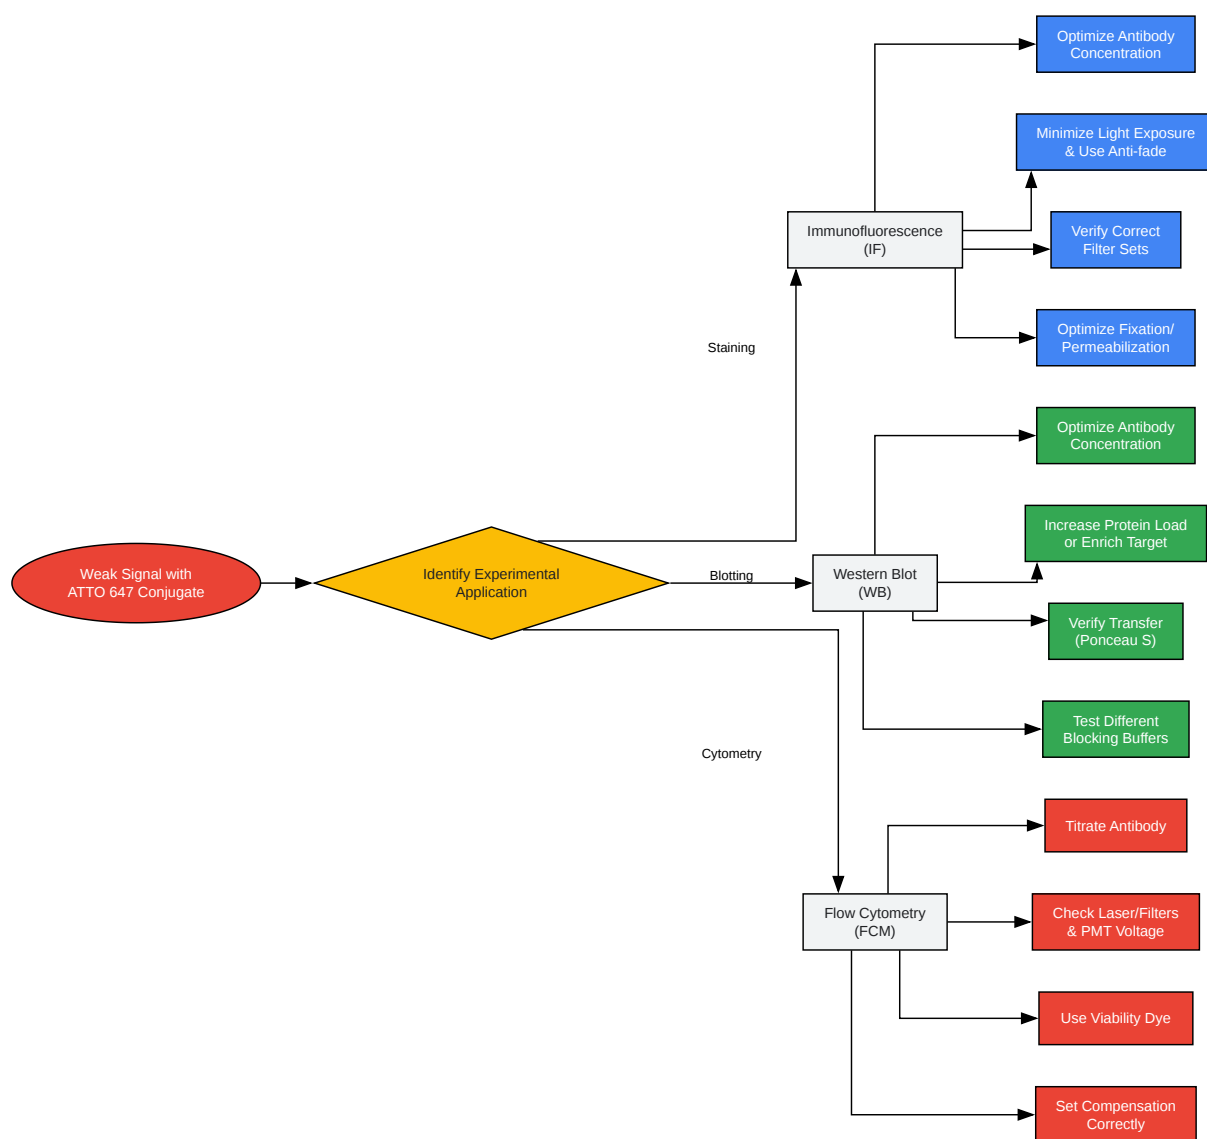 Optimize Antibody
Concentration
Minimize Light Exposure
& Use Anti-fade
Immunofluorescence
(IF)
Verify Correct
Filter Sets
Staining
Optimize Fixation/
Permeabilization
Optimize Antibody
Concentration
Increase Protein Load
or Enrich Target
Weak Signal with
ATTO 647 Conjugate
Identify Experimental
Application
Blotting
Western Blot
(WB)
Verify Transfer
(Ponceau S)
Test Different
Blocking Buffers
Cytometry
Titrate Antibody
Flow Cytometry
(FCM)
Check Laser/Filters
& PMT Voltage
Use Viability Dye
Set Compensation
Correctly